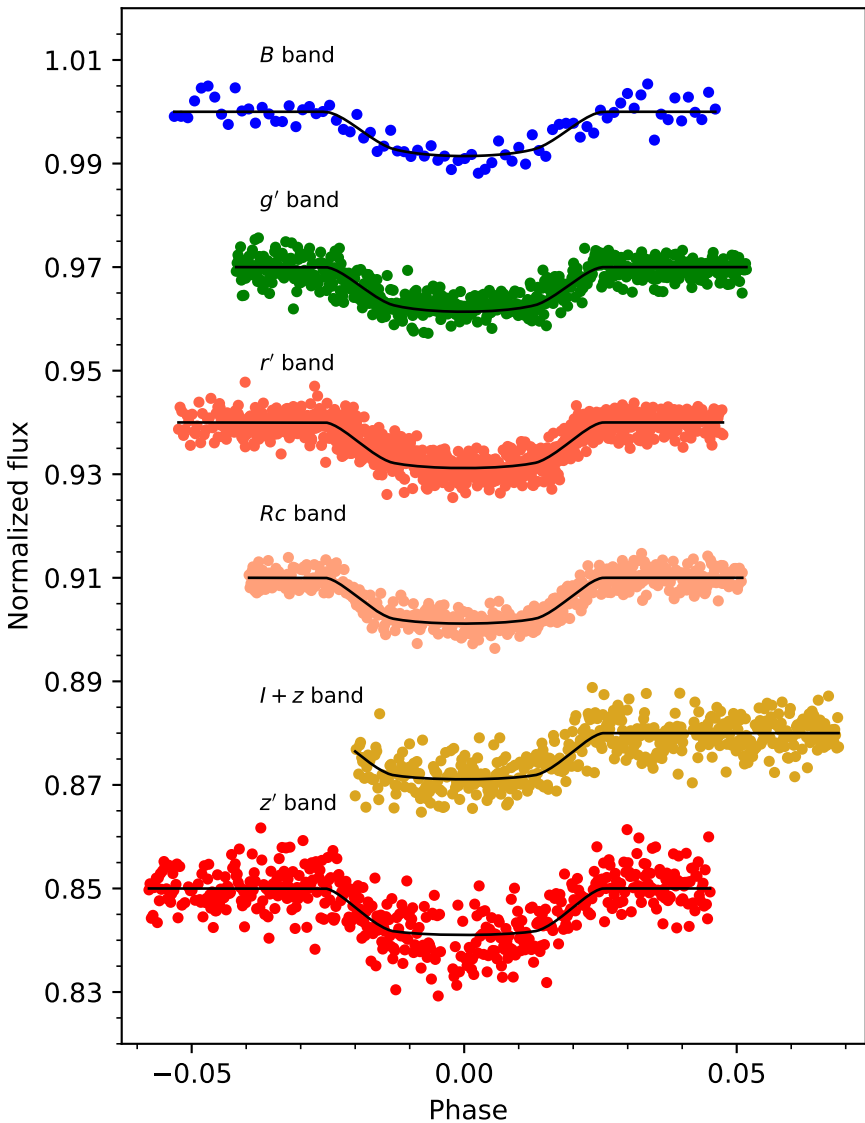 1.01
B band
0.99
g′ band
0.97
0.95
r′ band
0.93
Rc band
0.91
0.89
I + z band
0.87
z′ band
0.85
0.83
Normalized flux
−0.05 0.00 0.05
Phase